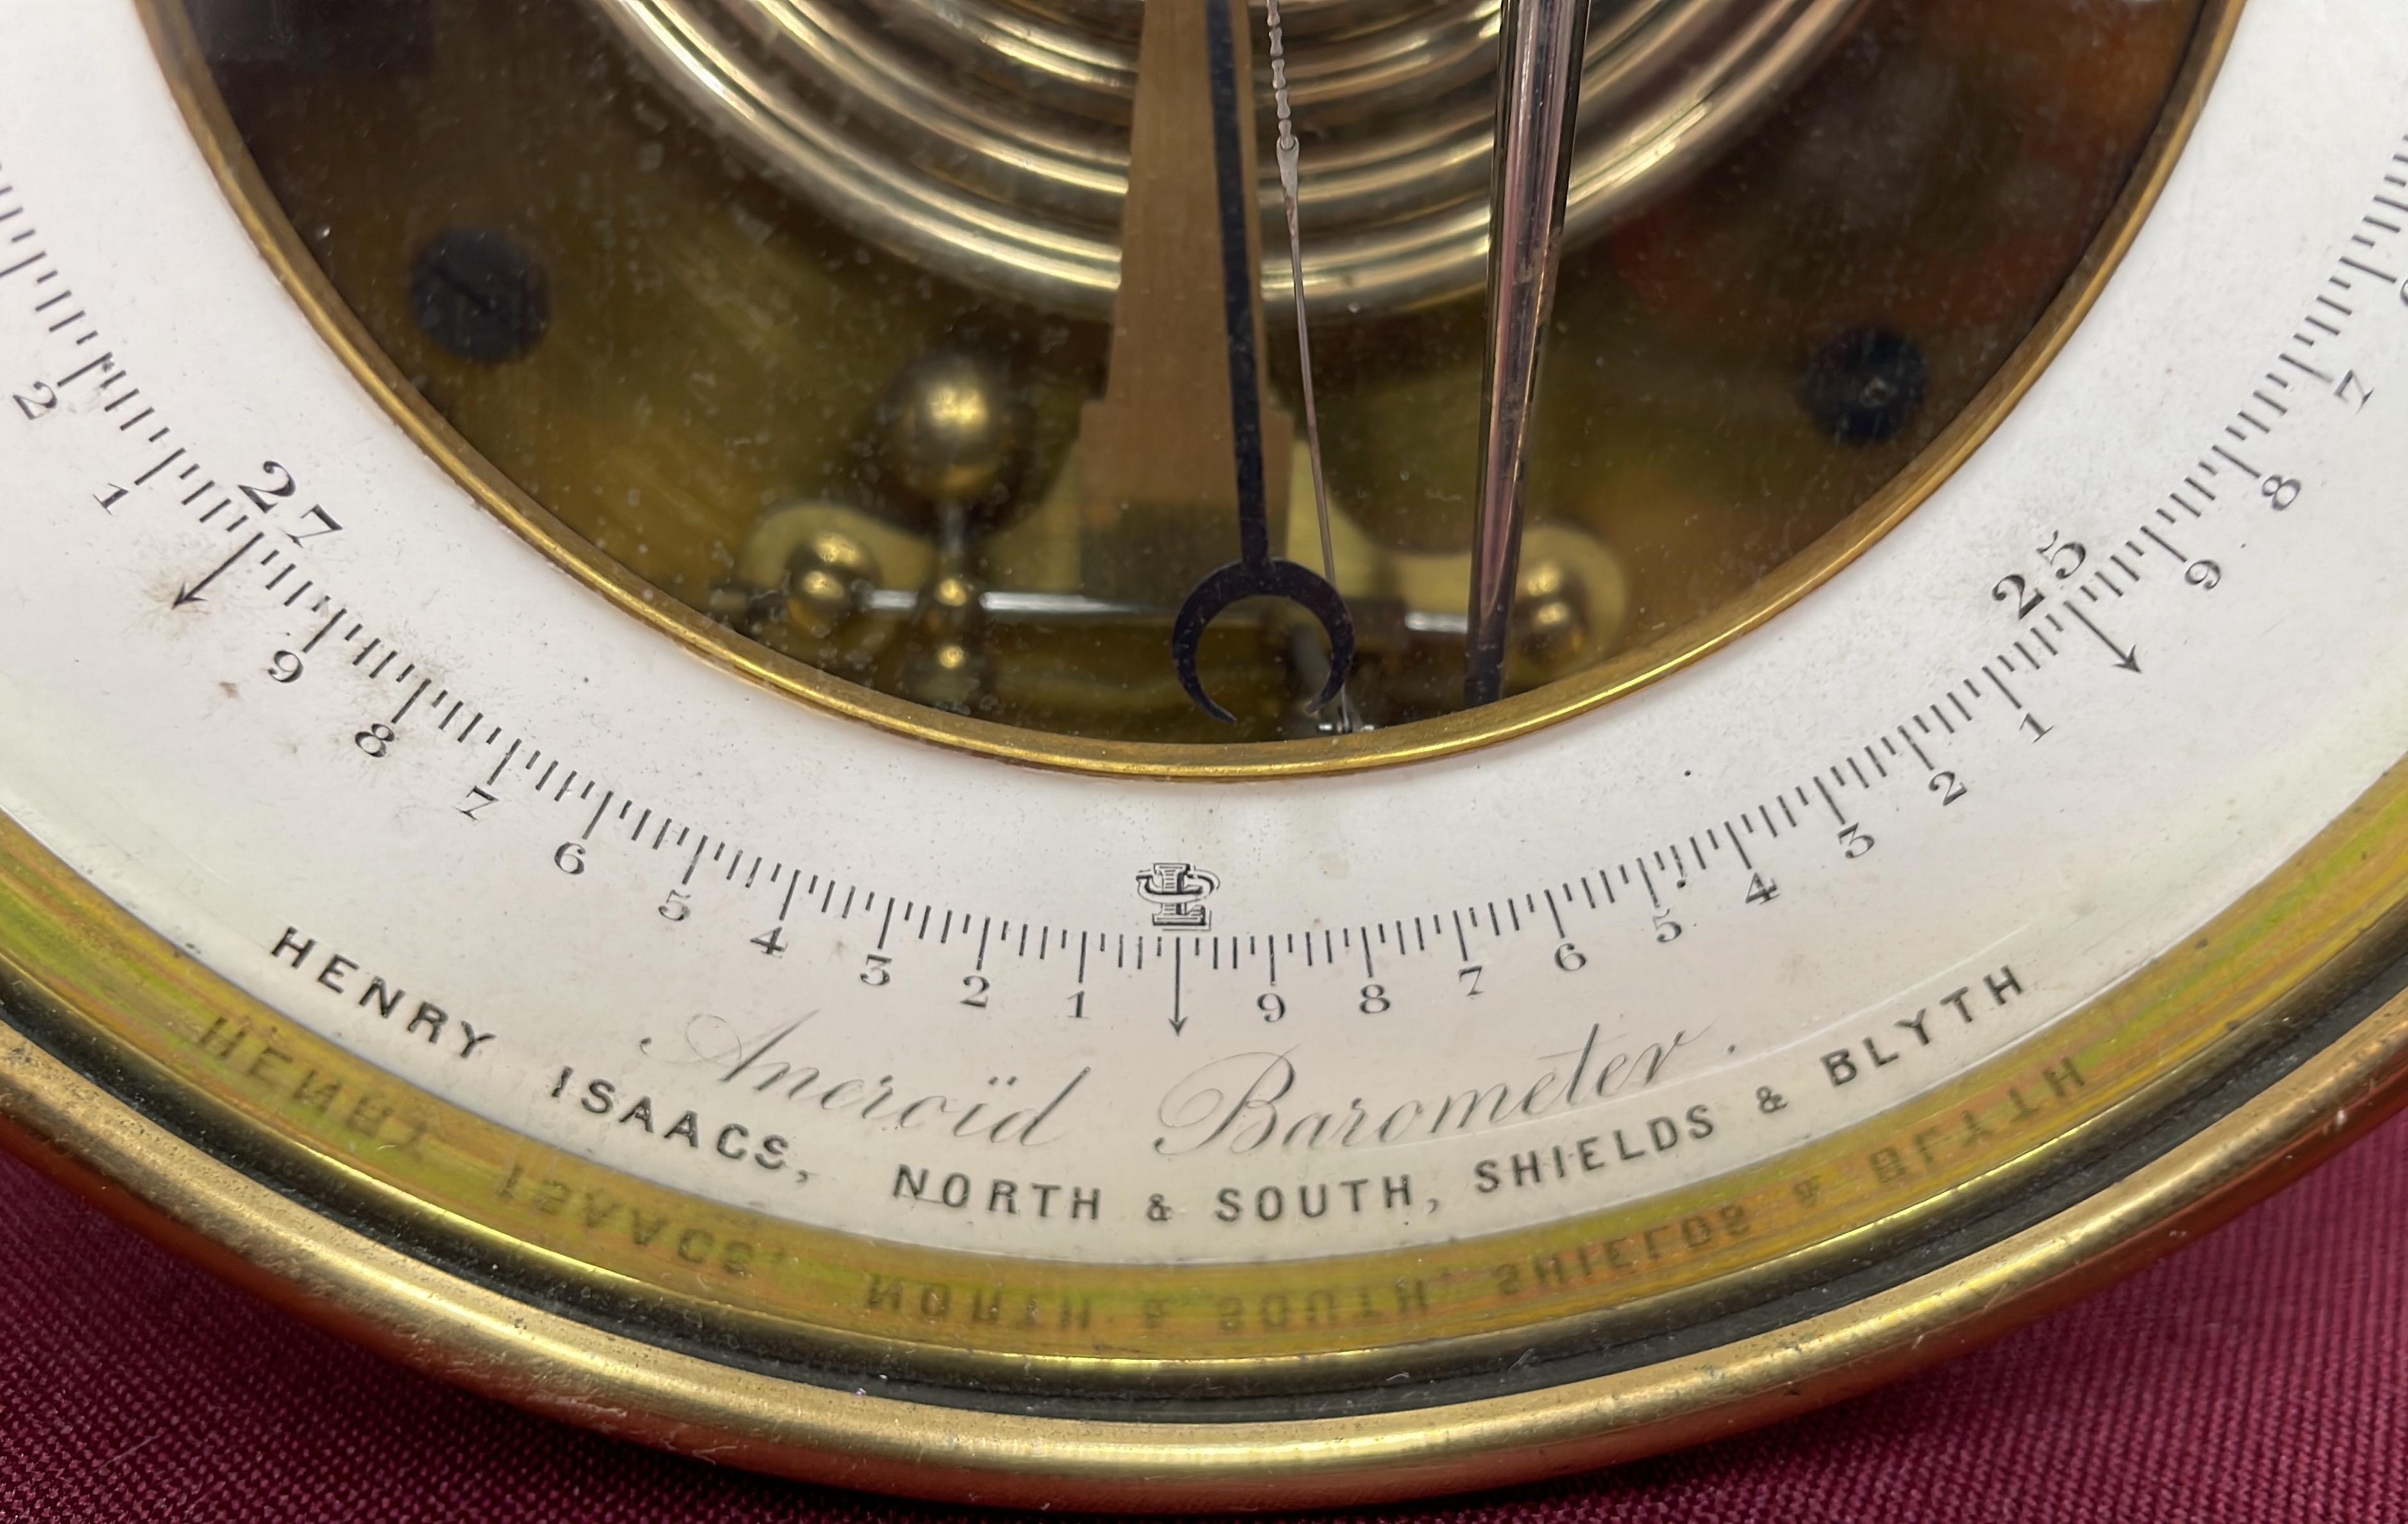 27
25
2 1 9 8 7 6 5 4 3 2 1 9 8 7 6 5 4 3 2 1 9 8 7
Aneroïd Barometer.
HENRY ISAACS, NORTH & SOUTH, SHIELDS & BLYTH